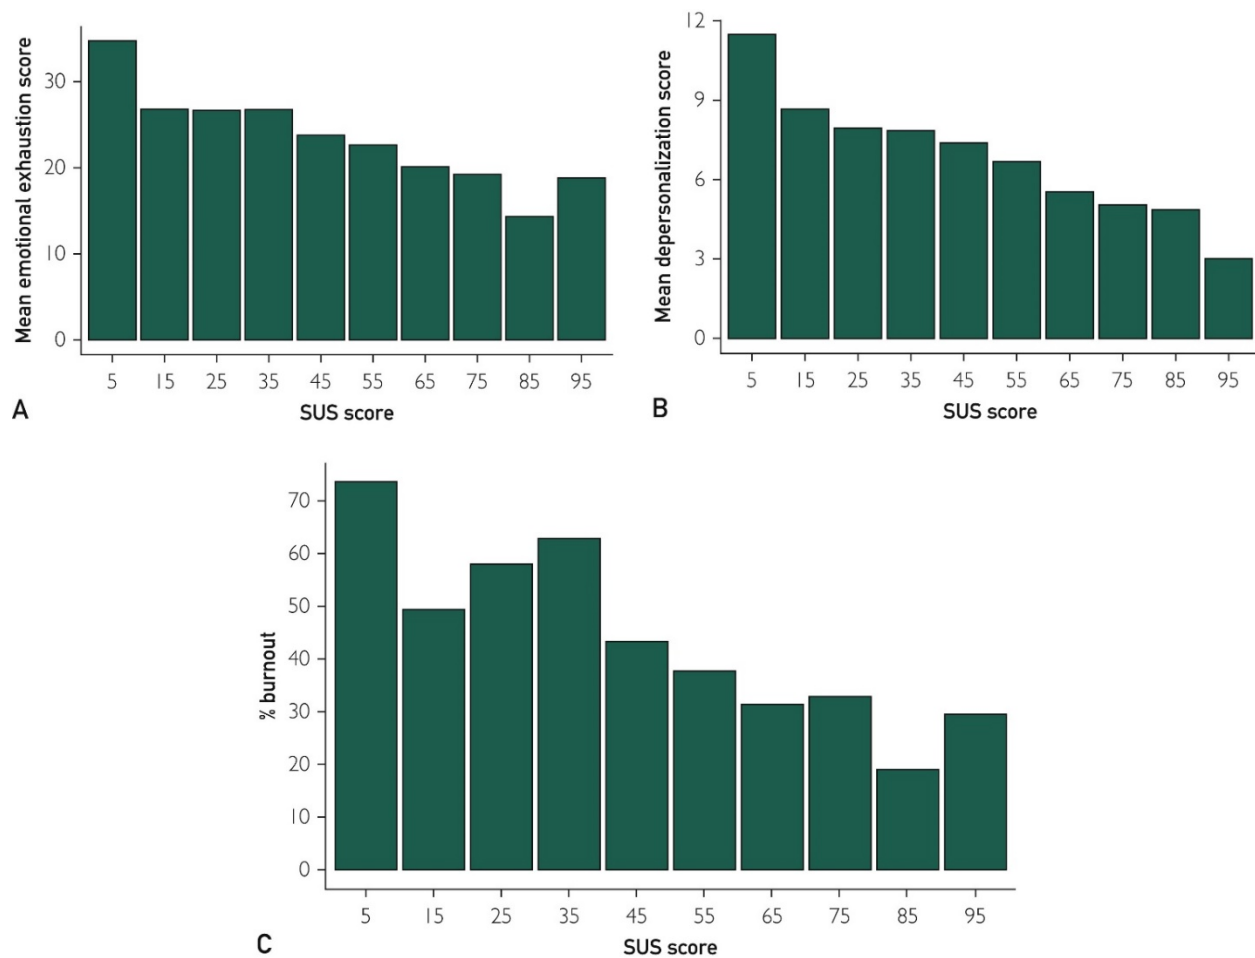 Mean emotional exhaustion score
30
20
10
0
5 15 25 35 45 55 65 75 85 95
SUS score
A
Mean depersonalization score
12
9
6
3
0
5 15 25 35 45 55 65 75 85 95
SUS score
B
% burnout
70
60
50
40
30
20
10
0
5 15 25 35 45 55 65 75 85 95
SUS score
C